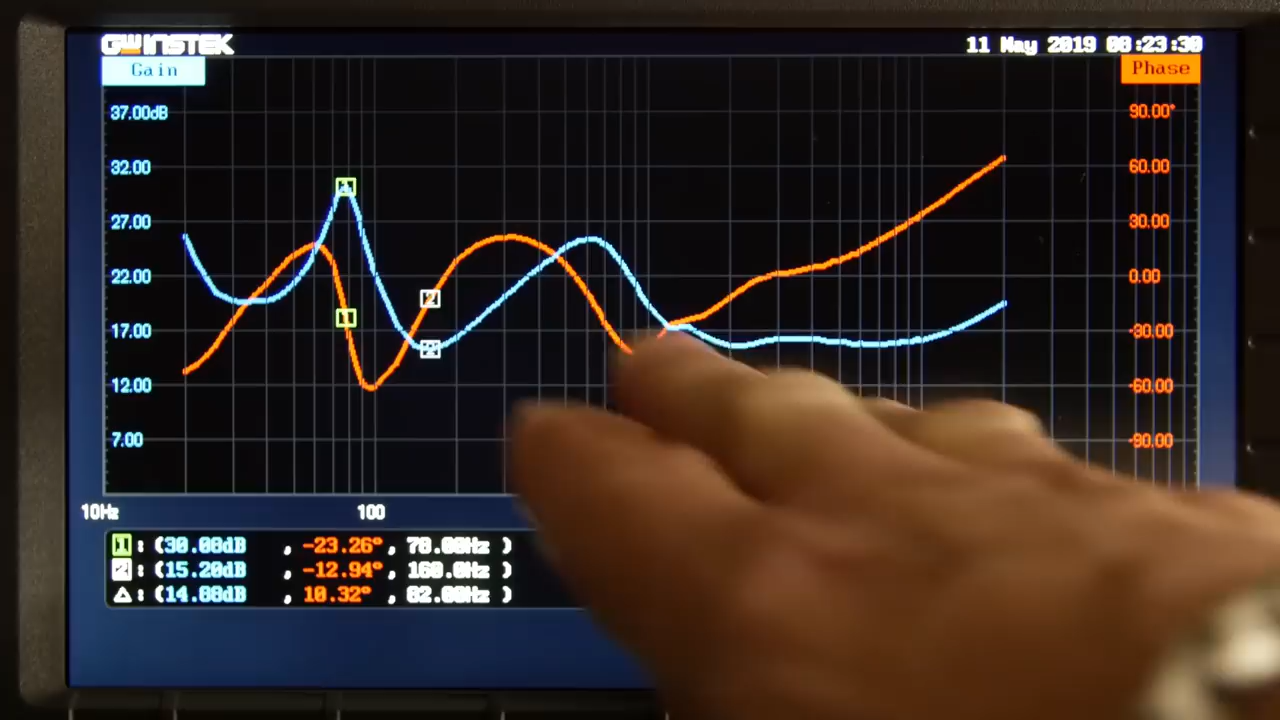 GWINSTEK
11 May 2019 08:23:30
Gain
Phase
37.00dB
90.00°
32.00
60.00
27.00
30.00
22.00
0.00
17.00
-30.00
12.00
-60.00
7.00
-90.00
10Hz
100
1
1
2
2
1 : (30.08dB , -23.26°, 78.00Hz )
2 : (15.20dB , -12.94°, 160.0Hz )
△ : (14.88dB , 10.32° , 82.00Hz )